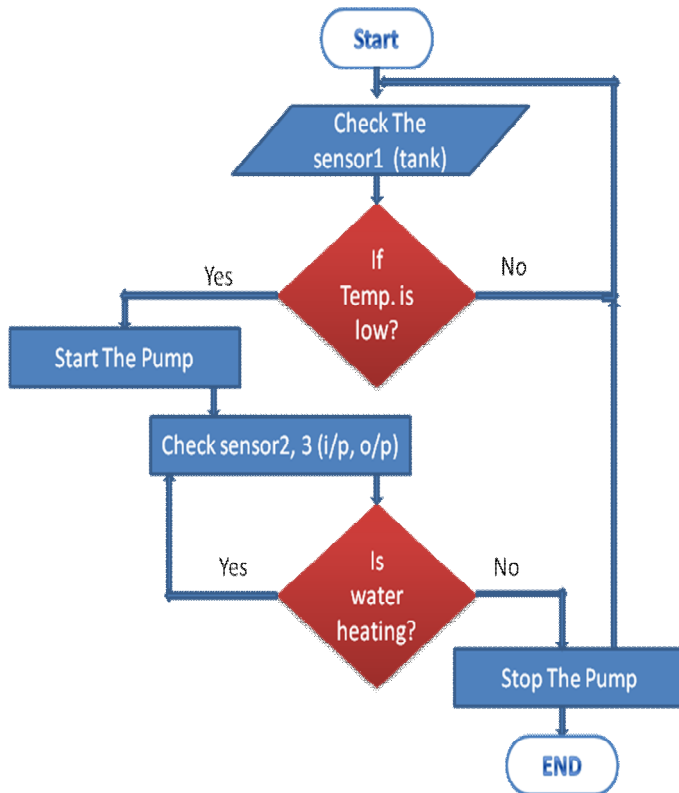 Start
Check The
sensor1 (tank)
If
Temp. is
low?
Yes
No
Start The Pump
Check sensor2, 3 (i/p, o/p)
Is
water
heating?
Yes
No
Stop The Pump
END